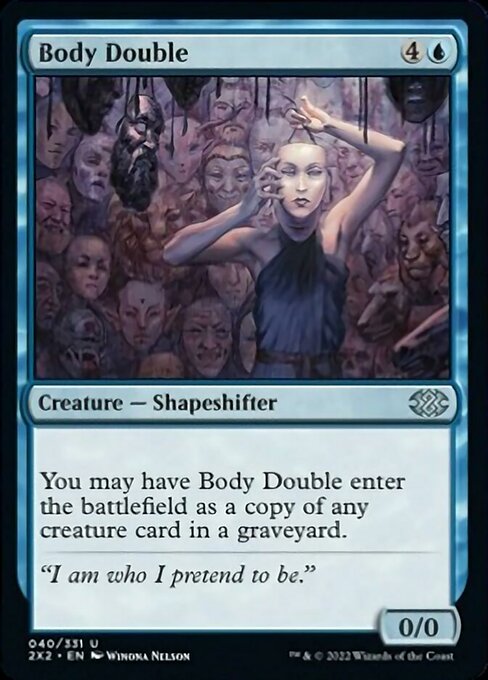 Body Double 4
Creature — Shapeshifter
You may have Body Double enter
the battlefield as a copy of any
creature card in a graveyard.
“I am who I pretend to be.”
0/0
040/331 U
2X2 • EN Winona Nelson
™ & © 2022 Wizards of the Coast